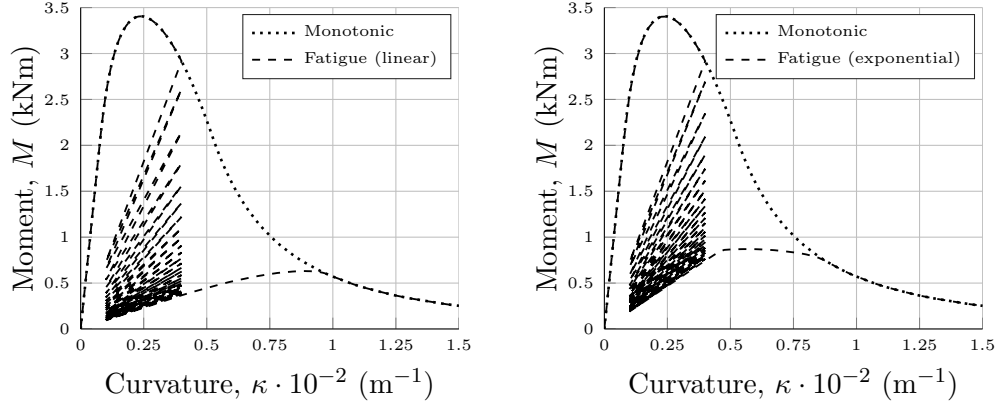 3.5
3
2.5
2
1.5
1
0.5
0
Moment, M (kNm)
Monotonic
Fatigue (linear)
0 0.25 0.5 0.75 1 1.25 1.5
Curvature, κ · 10⁻² (m⁻¹)
3.5
3
2.5
2
1.5
1
0.5
0
Moment, M (kNm)
Monotonic
Fatigue (exponential)
0 0.25 0.5 0.75 1 1.25 1.5
Curvature, κ · 10⁻² (m⁻¹)